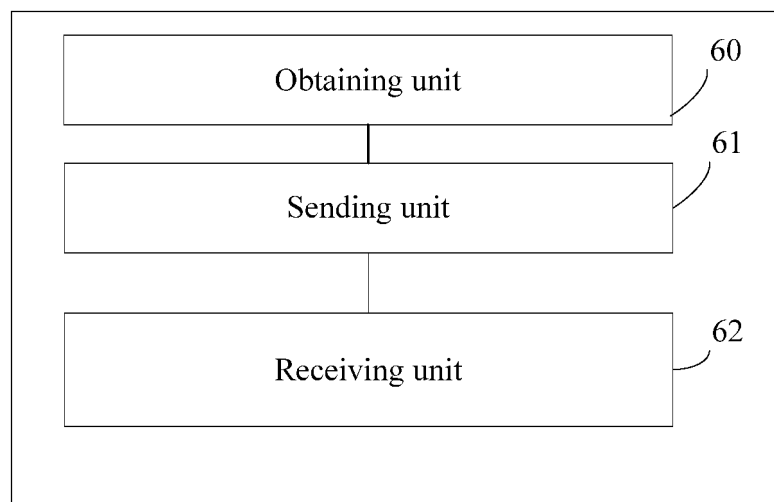 Obtaining unit
60
Sending unit
61
Receiving unit
62